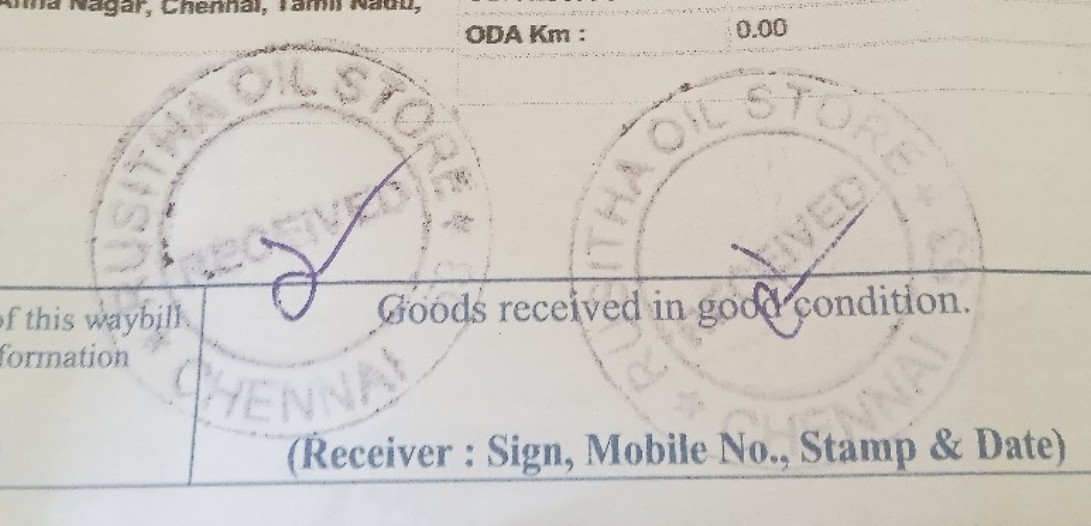 Anna Nagar, Chennai, Tamil Nadu,
ODA Km : 0.00
RUSITHA OIL STORE
RECEIVED
★ CHENNAI ★
RUSITHA OIL STORE
RECEIVED
★ CHENNAI ★
of this waybill
formation
Goods received in good condition.
(Receiver : Sign, Mobile No., Stamp & Date)